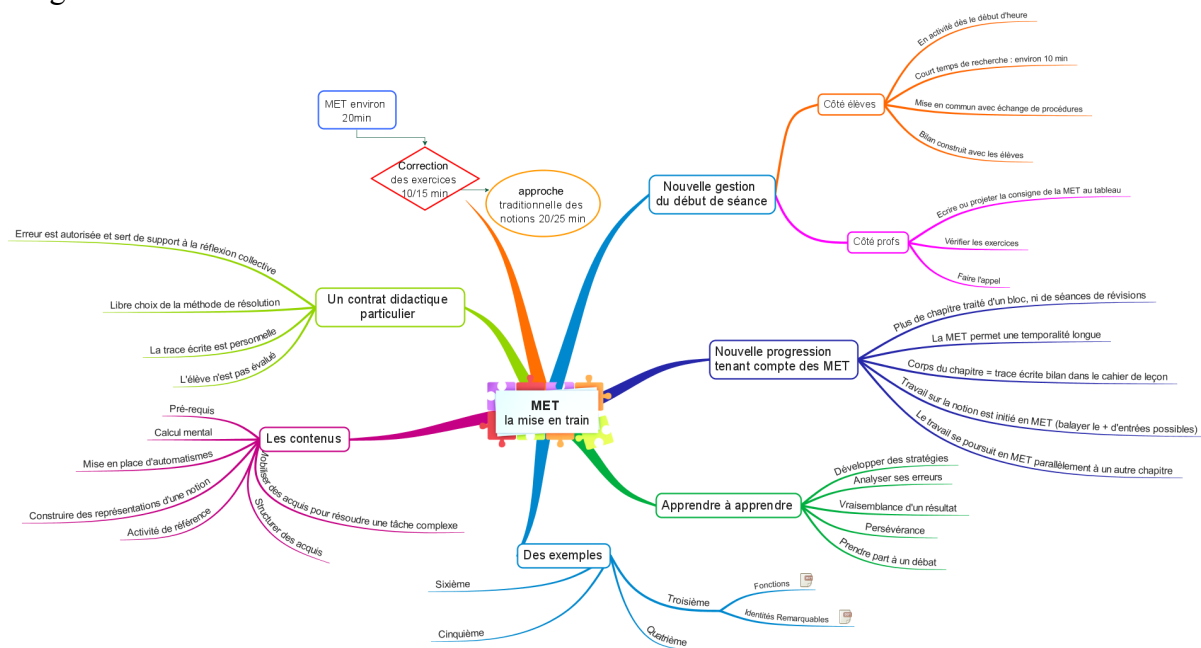 MET environ
20min
Correction
des exercices
10/15 min
approche
traditionnelle des
notions 20/25 min
Nouvelle gestion
du début de séance
Côté élèves
En activité dès le début d'heure
Court temps de recherche : environ 10 min
Mise en commun avec échange de procédures
Bilan construit avec les élèves
Côté profs
Ecrire ou projeter la consigne de la MET au tableau
Vérifier les exercices
Faire l'appel
Un contrat didactique
particulier
Erreur est autorisée et sert de support à la réflexion collective
Libre choix de la méthode de résolution
La trace écrite est personnelle
L'élève n'est pas évalué
Nouvelle progression
tenant compte des MET
Plus de chapitre traité d'un bloc, ni de séances de révisions
La MET permet une temporalité longue
Corps du chapitre = trace écrite bilan dans le cahier de leçon
Travail sur la notion est initié en MET (balayer le + d'entrées possibles)
Le travail se poursuit en MET parallèlement à un autre chapitre
MET
la mise en train
Les contenus
Pré-requis
Calcul mental
Mise en place d'automatismes
Construire des représentations d'une notion
Activité de référence
Structurer des acquis
Mobiliser des acquis pour résoudre une tâche complexe
Apprendre à apprendre
Développer des stratégies
Analyser ses erreurs
Vraisemblance d'un résultat
Persévérance
Prendre part à un débat
Des exemples
Sixième
Cinquième
Quatrième
Troisième
Fonctions
Identités Remarquables